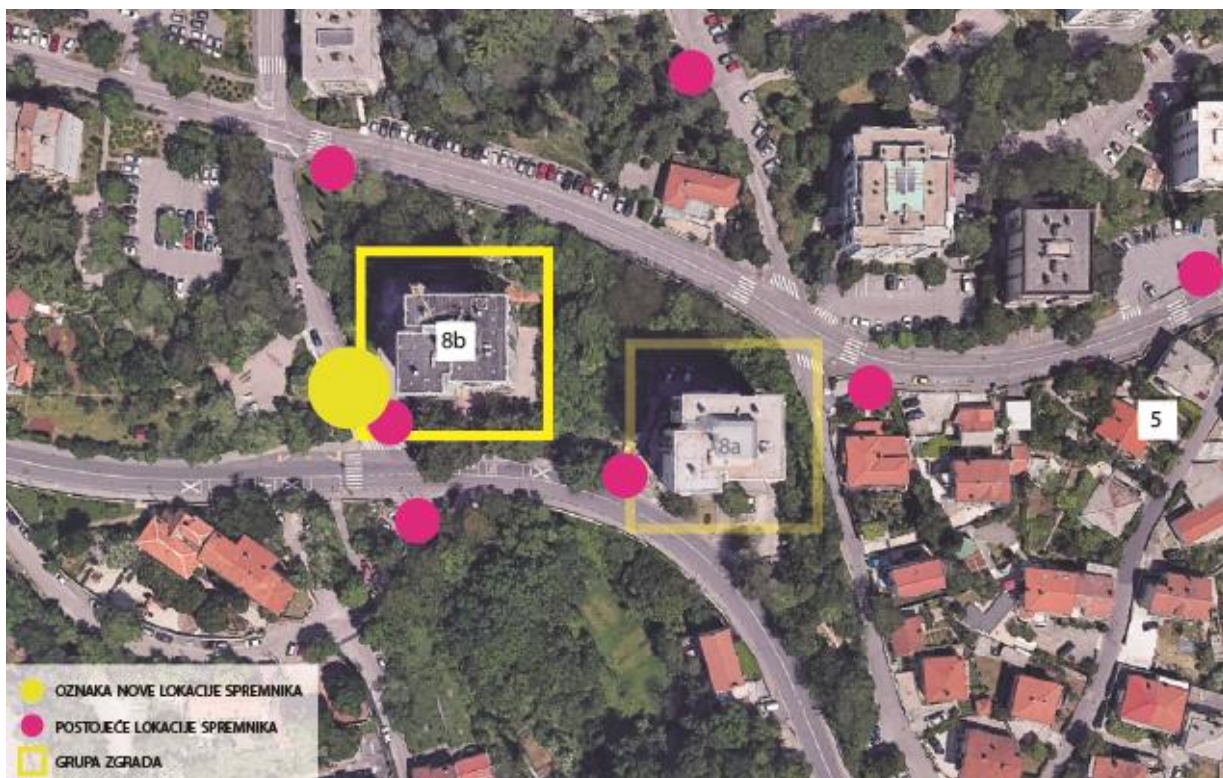 8b
8a
5
OZNAKA NOVE LOKACIJE SPREMNIKA
POSTOJEĆE LOKACIJE SPREMNIKA
GRUPA ZGRADA